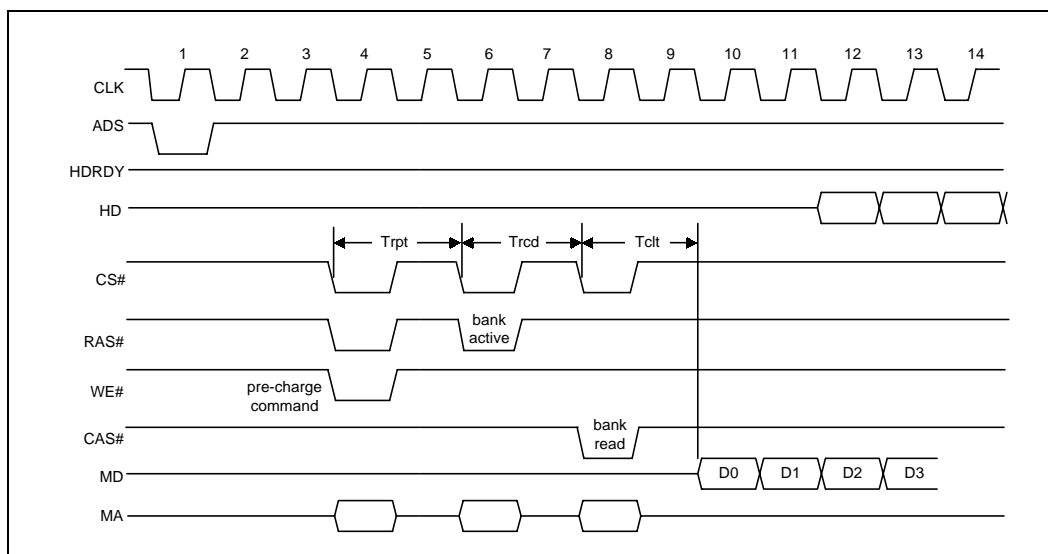 1 2 3 4 5 6 7 8 9 10 11 12 13 14
CLK
ADS
HDRDY
HD
Trpt Trcd Tclt
CS#
bank
active
RAS#
pre-charge
command
WE#
bank
read
CAS#
MD D0 D1 D2 D3
MA